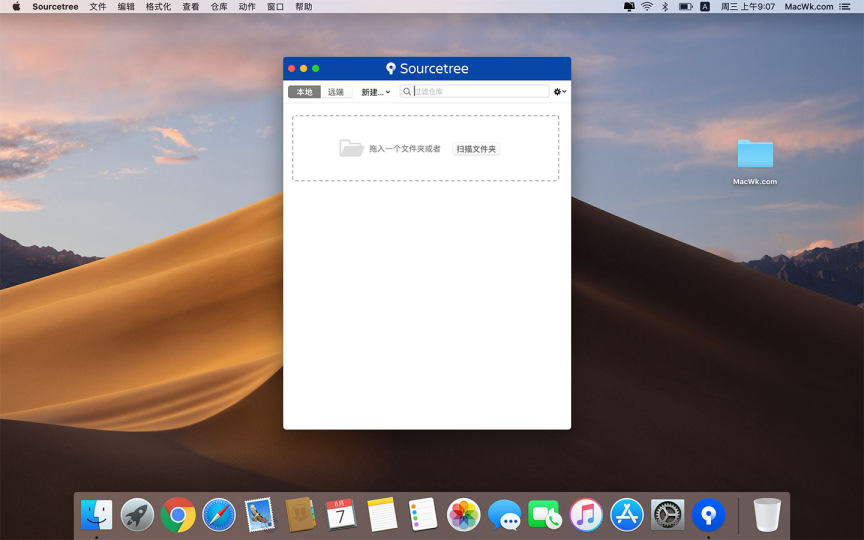 Sourcetree 文件 编辑 格式化 查看 仓库 动作 窗口 帮助 周三 上午9:07 MacWk.com
Sourcetree
本地 远端 新建... 过滤仓库
拖入一个文件夹或者 扫描文件夹
MacWk.com
8月
7